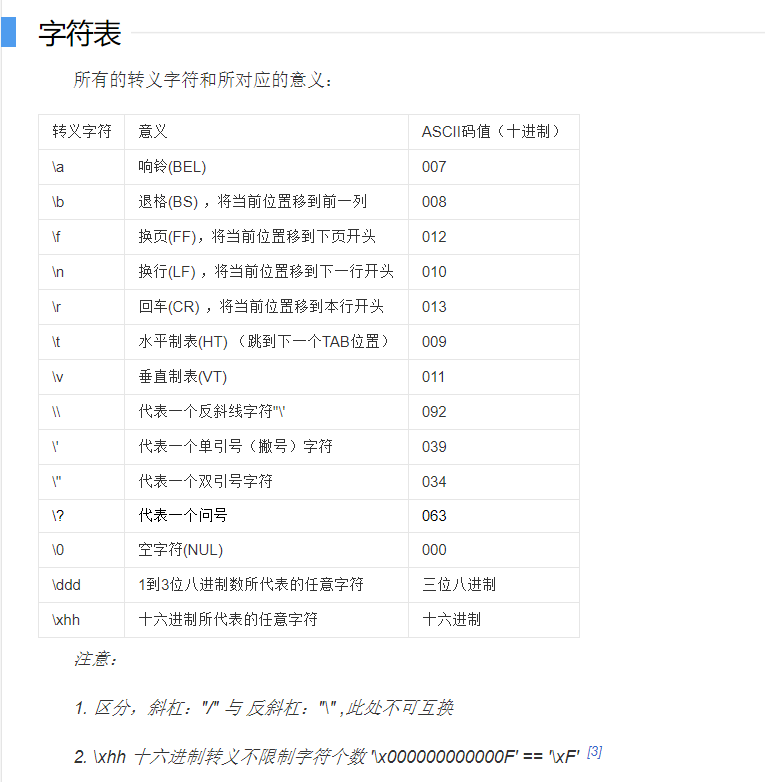 字符表
所有的转义字符和所对应的意义：
转义字符 意义 ASCII码值（十进制）
\a 响铃(BEL) 007
\b 退格(BS) ，将当前位置移到前一列 008
\f 换页(FF)，将当前位置移到下页开头 012
\n 换行(LF) ，将当前位置移到下一行开头 010
\r 回车(CR) ，将当前位置移到本行开头 013
\t 水平制表(HT) （跳到下一个TAB位置） 009
\v 垂直制表(VT) 011
\\ 代表一个反斜线字符''\' 092
\' 代表一个单引号（撇号）字符 039
\" 代表一个双引号字符 034
\? 代表一个问号 063
\0 空字符(NUL) 000
\ddd 1到3位八进制数所代表的任意字符 三位八进制
\xhh 十六进制所代表的任意字符 十六进制
注意：
1. 区分，斜杠："/" 与 反斜杠："\" ,此处不可互换
2. \xhh 十六进制转义不限制字符个数 '\x000000000000F' == '\xF' [3]